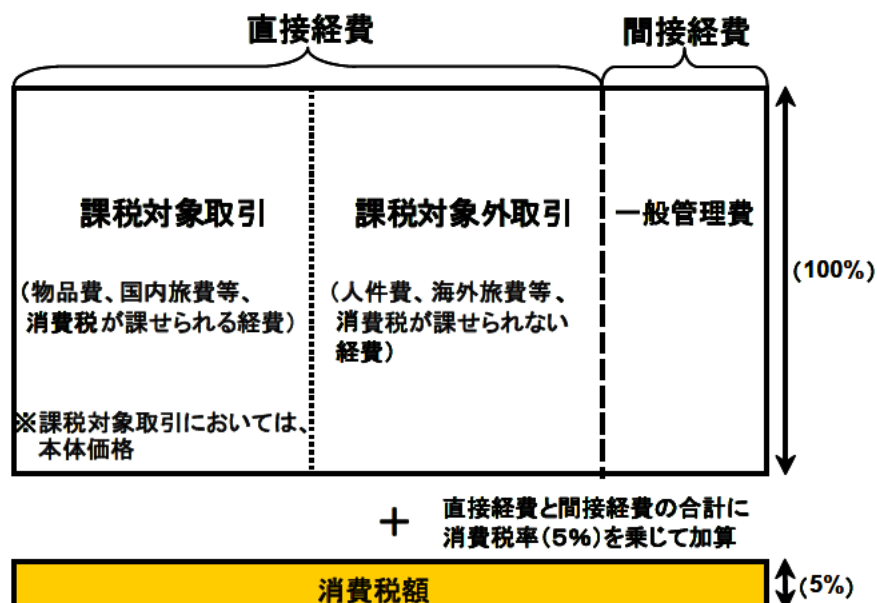 直接経費
間接経費
課税対象取引
(物品費、国内旅費等、
消費税が課せられる経費)
※課税対象取引においては、
本体価格
課税対象外取引
(人件費、海外旅費等、
消費税が課せられない
経費)
一般管理費
(100%)
+
直接経費と間接経費の合計に
消費税率(5%)を乗じて加算
消費税額
(5%)